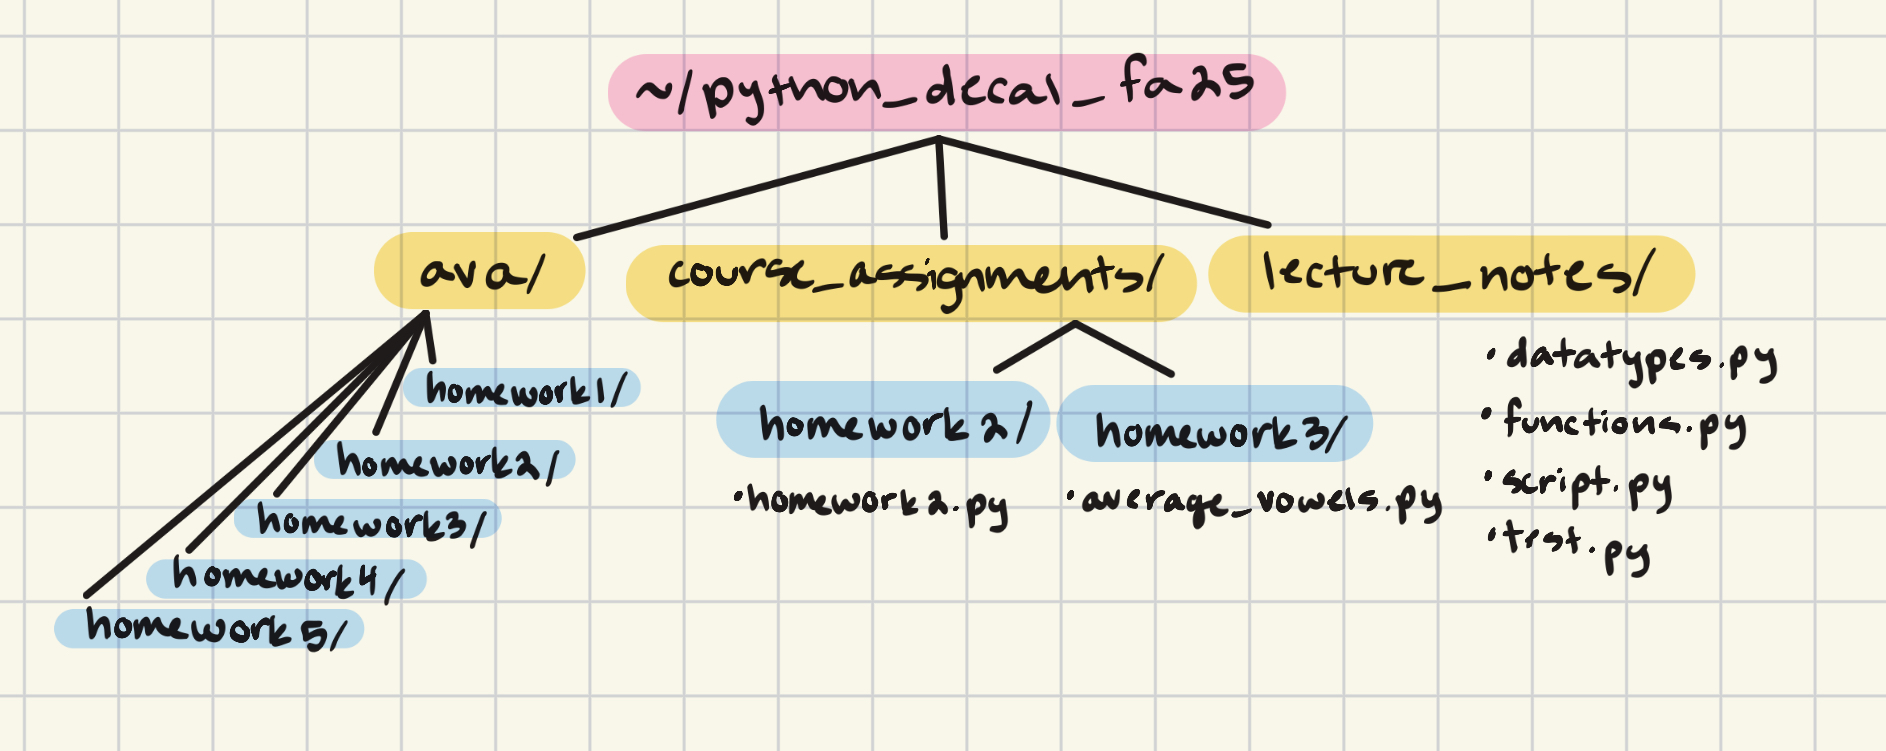 ~/python_decal_fa25
ava/
course_assignments/
lecture_notes/
homework1/
homework2/
homework3/
homework4/
homework5/
homework2/
homework3/
•homework2.py
•average_vowels.py
•datatypes.py
•functions.py
•script.py
•test.py